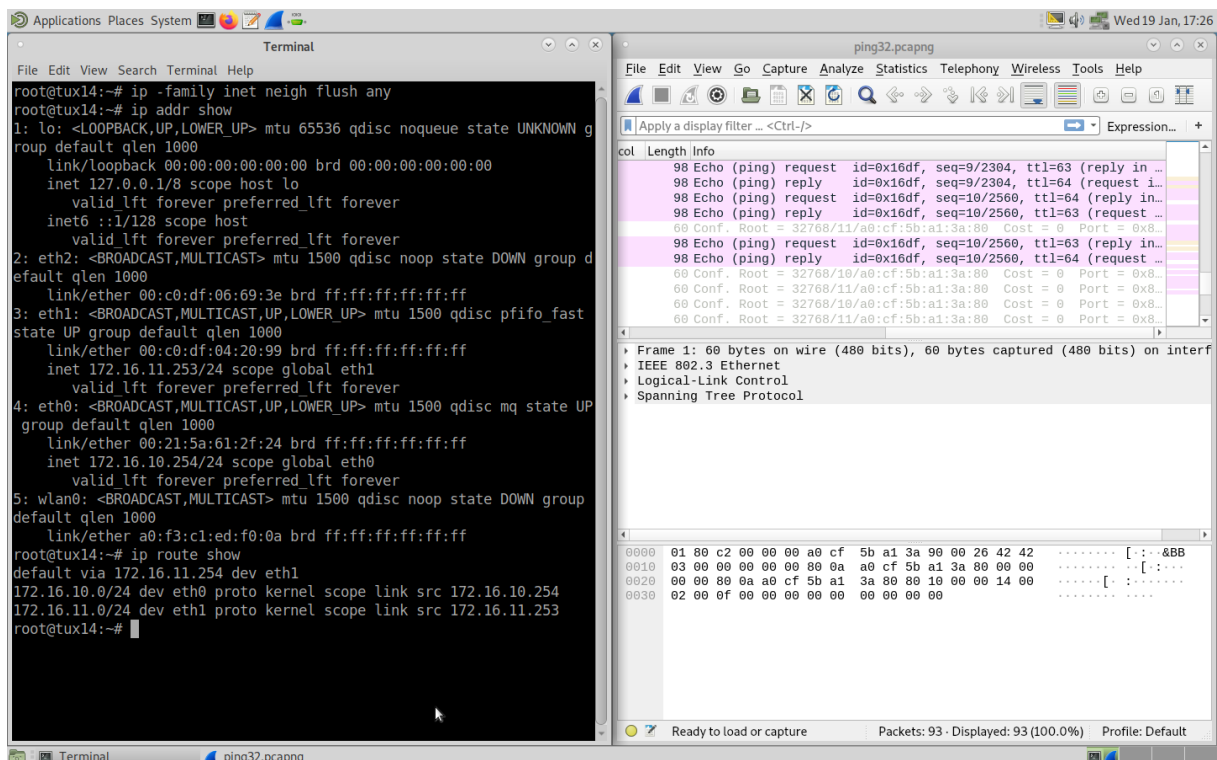 Applications Places System
Wed 19 Jan, 17:26
Terminal
File Edit View Search Terminal Help
root@tux14:~# ip -family inet neigh flush any
root@tux14:~# ip addr show
1: lo: <LOOPBACK,UP,LOWER_UP> mtu 65536 qdisc noqueue state UNKNOWN g
roup default qlen 1000
    link/loopback 00:00:00:00:00:00 brd 00:00:00:00:00:00
    inet 127.0.0.1/8 scope host lo
       valid_lft forever preferred_lft forever
    inet6 ::1/128 scope host
       valid_lft forever preferred_lft forever
2: eth2: <BROADCAST,MULTICAST> mtu 1500 qdisc noop state DOWN group d
efault qlen 1000
    link/ether 00:c0:df:06:69:3e brd ff:ff:ff:ff:ff:ff
3: eth1: <BROADCAST,MULTICAST,UP,LOWER_UP> mtu 1500 qdisc pfifo_fast
state UP group default qlen 1000
    link/ether 00:c0:df:04:20:99 brd ff:ff:ff:ff:ff:ff
    inet 172.16.11.253/24 scope global eth1
       valid_lft forever preferred_lft forever
4: eth0: <BROADCAST,MULTICAST,UP,LOWER_UP> mtu 1500 qdisc mq state UP
 group default qlen 1000
    link/ether 00:21:5a:61:2f:24 brd ff:ff:ff:ff:ff:ff
    inet 172.16.10.254/24 scope global eth0
       valid_lft forever preferred_lft forever
5: wlan0: <BROADCAST,MULTICAST> mtu 1500 qdisc noop state DOWN group
default qlen 1000
    link/ether a0:f3:c1:ed:f0:0a brd ff:ff:ff:ff:ff:ff
root@tux14:~# ip route show
default via 172.16.11.254 dev eth1
172.16.10.0/24 dev eth0 proto kernel scope link src 172.16.10.254
172.16.11.0/24 dev eth1 proto kernel scope link src 172.16.11.253
root@tux14:~#
ping32.pcapng
File Edit View Go Capture Analyze Statistics Telephony Wireless Tools Help
Apply a display filter ... <Ctrl-/>
Expression... +
col Length Info
98 Echo (ping) request id=0x16df, seq=9/2304, ttl=63 (reply in …
98 Echo (ping) reply id=0x16df, seq=9/2304, ttl=64 (request i…
98 Echo (ping) request id=0x16df, seq=10/2560, ttl=64 (reply in…
98 Echo (ping) reply id=0x16df, seq=10/2560, ttl=63 (request …
60 Conf. Root = 32768/11/a0:cf:5b:a1:3a:80 Cost = 0 Port = 0x8…
98 Echo (ping) request id=0x16df, seq=10/2560, ttl=63 (reply in…
98 Echo (ping) reply id=0x16df, seq=10/2560, ttl=64 (request …
60 Conf. Root = 32768/10/a0:cf:5b:a1:3a:80 Cost = 0 Port = 0x8…
60 Conf. Root = 32768/11/a0:cf:5b:a1:3a:80 Cost = 0 Port = 0x8…
60 Conf. Root = 32768/10/a0:cf:5b:a1:3a:80 Cost = 0 Port = 0x8…
60 Conf. Root = 32768/11/a0:cf:5b:a1:3a:80 Cost = 0 Port = 0x8…
Frame 1: 60 bytes on wire (480 bits), 60 bytes captured (480 bits) on interf
IEEE 802.3 Ethernet
Logical-Link Control
Spanning Tree Protocol
0000 01 80 c2 00 00 00 a0 cf 5b a1 3a 90 00 26 42 42 ········ [·:··&BB
0010 03 00 00 00 00 00 80 0a a0 cf 5b a1 3a 80 00 00 ········ ··[·:···
0020 00 00 80 0a a0 cf 5b a1 3a 80 80 10 00 00 14 00 ······[· :·······
0030 02 00 0f 00 00 00 00 00 00 00 00 00 ········ ····
Ready to load or capture
Packets: 93 · Displayed: 93 (100.0%)
Profile: Default
Terminal
ping32.pcapng